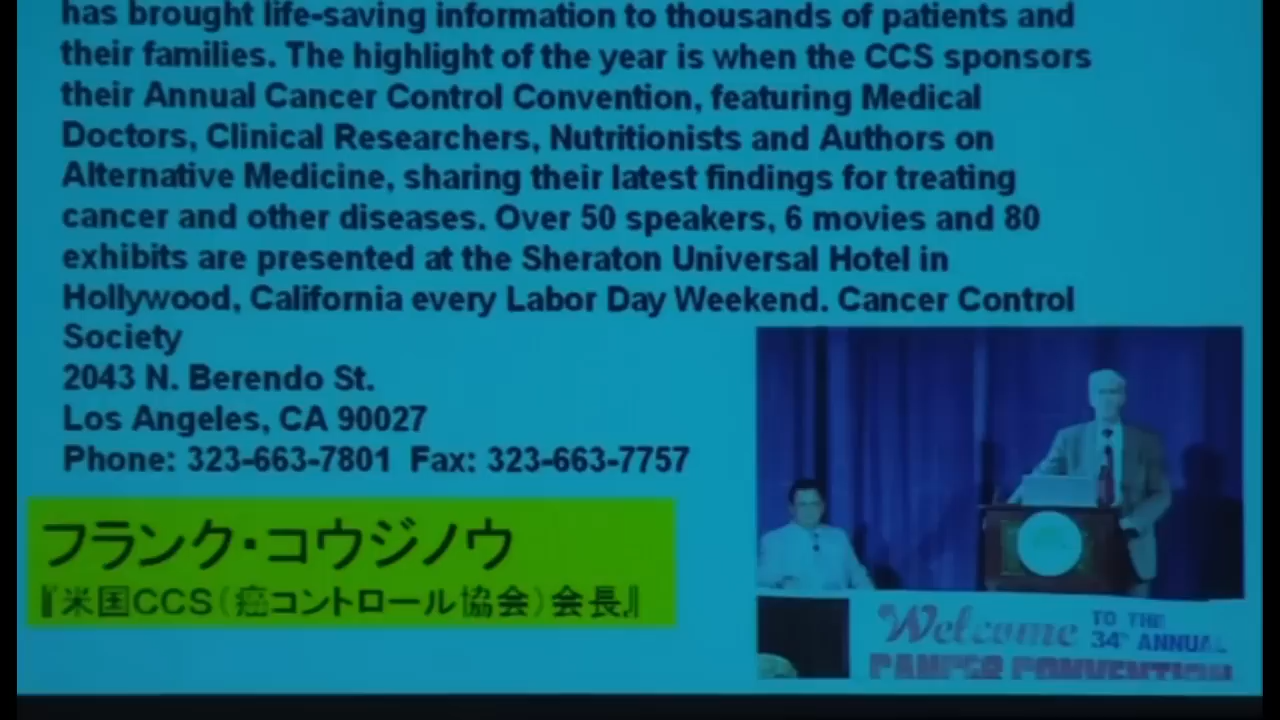 has brought life-saving information to thousands of patients and
their families. The highlight of the year is when the CCS sponsors
their Annual Cancer Control Convention, featuring Medical
Doctors, Clinical Researchers, Nutritionists and Authors on
Alternative Medicine, sharing their latest findings for treating
cancer and other diseases. Over 50 speakers, 6 movies and 80
exhibits are presented at the Sheraton Universal Hotel in
Hollywood, California every Labor Day Weekend. Cancer Control
Society
2043 N. Berendo St.
Los Angeles, CA 90027
Phone: 323-663-7801 Fax: 323-663-7757
フランク・コウジノウ
『米国CCS(癌コントロール協会)会長』
Welcome TO THE
34th ANNUAL
CANCER CONVENTION